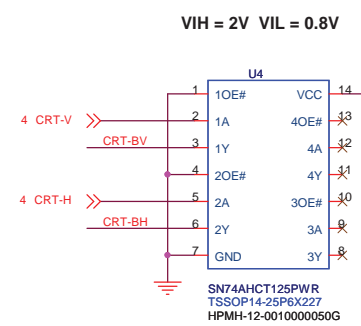 VIH = 2V VIL = 0.8V
U4
1 1OE# VCC 14
4 CRT-V 2 1A 4OE# 13
CRT-BV 3 1Y 4A 12
4 2OE# 4Y 11
4 CRT-H 5 2A 3OE# 10
CRT-BH 6 2Y 3A 9
7 GND 3Y 8
SN74AHCT125PWR
TSSOP14-25P6X227
HPMH-12-0010000050G